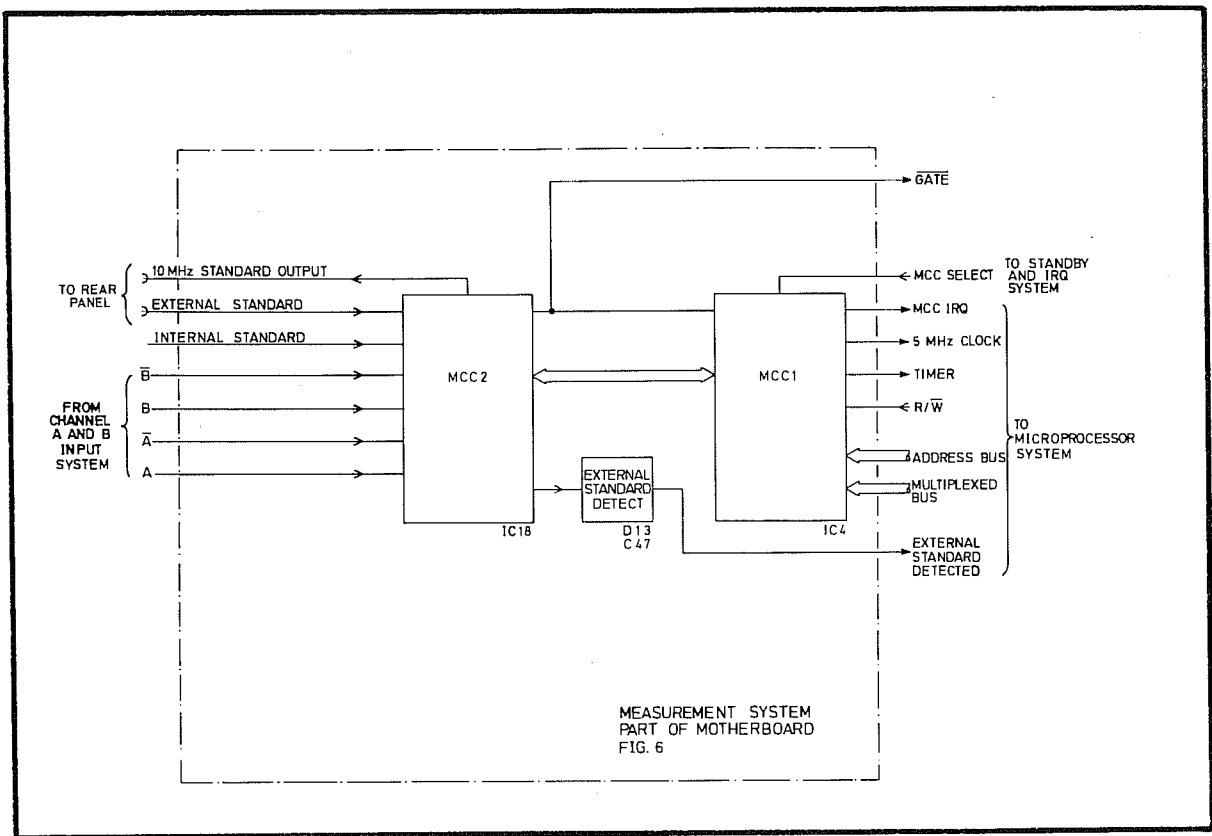 GATE
10 MHz STANDARD OUTPUT
TO REAR
PANEL
EXTERNAL STANDARD
INTERNAL STANDARD
B
B
FROM
CHANNEL
A AND B
INPUT
SYSTEM
A
A
MCC2
IC18
EXTERNAL
STANDARD
DETECT
D13
C47
MCC1
IC4
MCC SELECT
TO STANDBY
AND IRQ
SYSTEM
MCC IRQ
5 MHz CLOCK
TIMER
R/W
TO
MICROPROCESSOR
SYSTEM
ADDRESS BUS
MULTIPLEXED
BUS
EXTERNAL
STANDARD
DETECTED
MEASUREMENT SYSTEM
PART OF MOTHERBOARD
FIG. 6